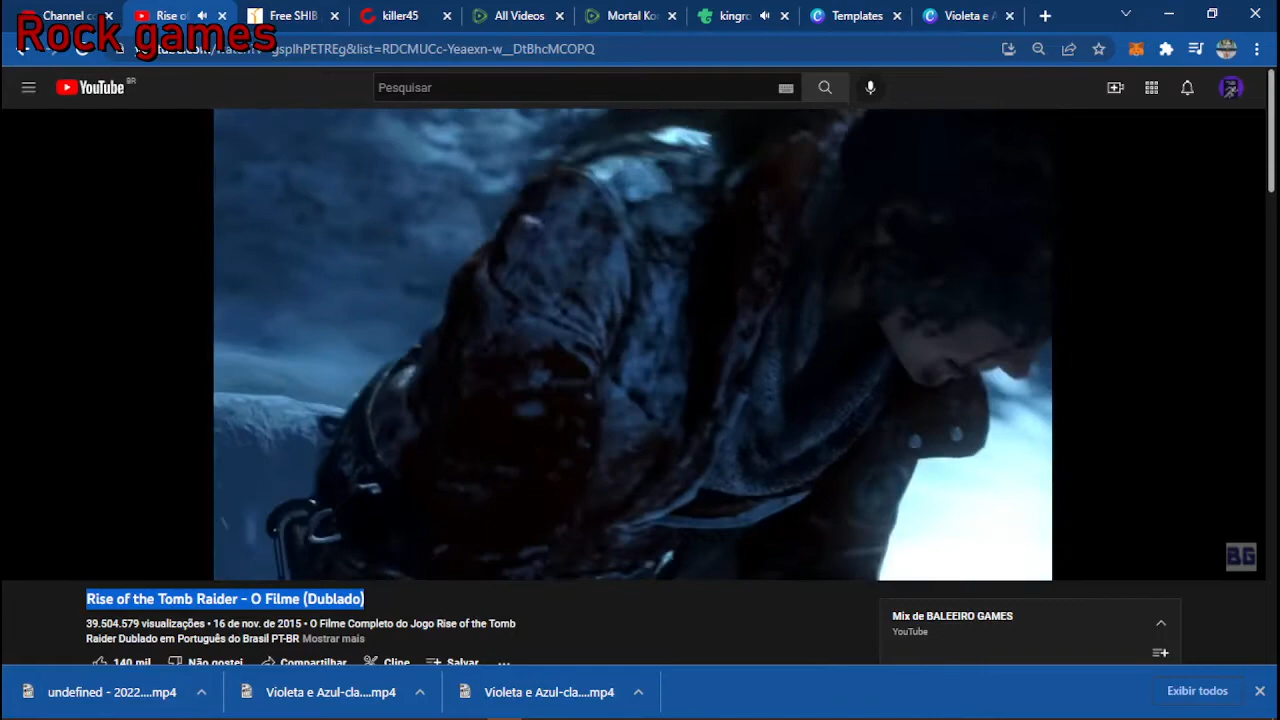 Channel co
Rise of
Free SHIB
killer45
All Videos
Mortal Ko
kingro
Templates
Violeta e A
Rock games
gsplhPETREg&list=RDCMUCc-Yeaexn-w__DtBhcMCOPQ
YouTube BR
Pesquisar
BG
Rise of the Tomb Raider - O Filme (Dublado)
39.504.579 visualizações • 16 de nov. de 2015 • O Filme Completo do Jogo Rise of the Tomb
Raider Dublado em Português do Brasil PT-BR Mostrar mais
140 mil Não gostei Compartilhar Clipe Salvar ...
Mix de BALEEIRO GAMES
YouTube
undefined - 2022....mp4
Violeta e Azul-cla....mp4
Violeta e Azul-cla....mp4
Exibir todos